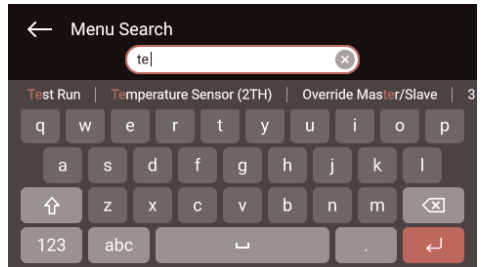 Menu Search
te
Test Run | Temperature Sensor (2TH) | Override Master/Slave | 3
q w e r t y u i o p
a s d f g h j k l
z x c v b n m
123 abc .